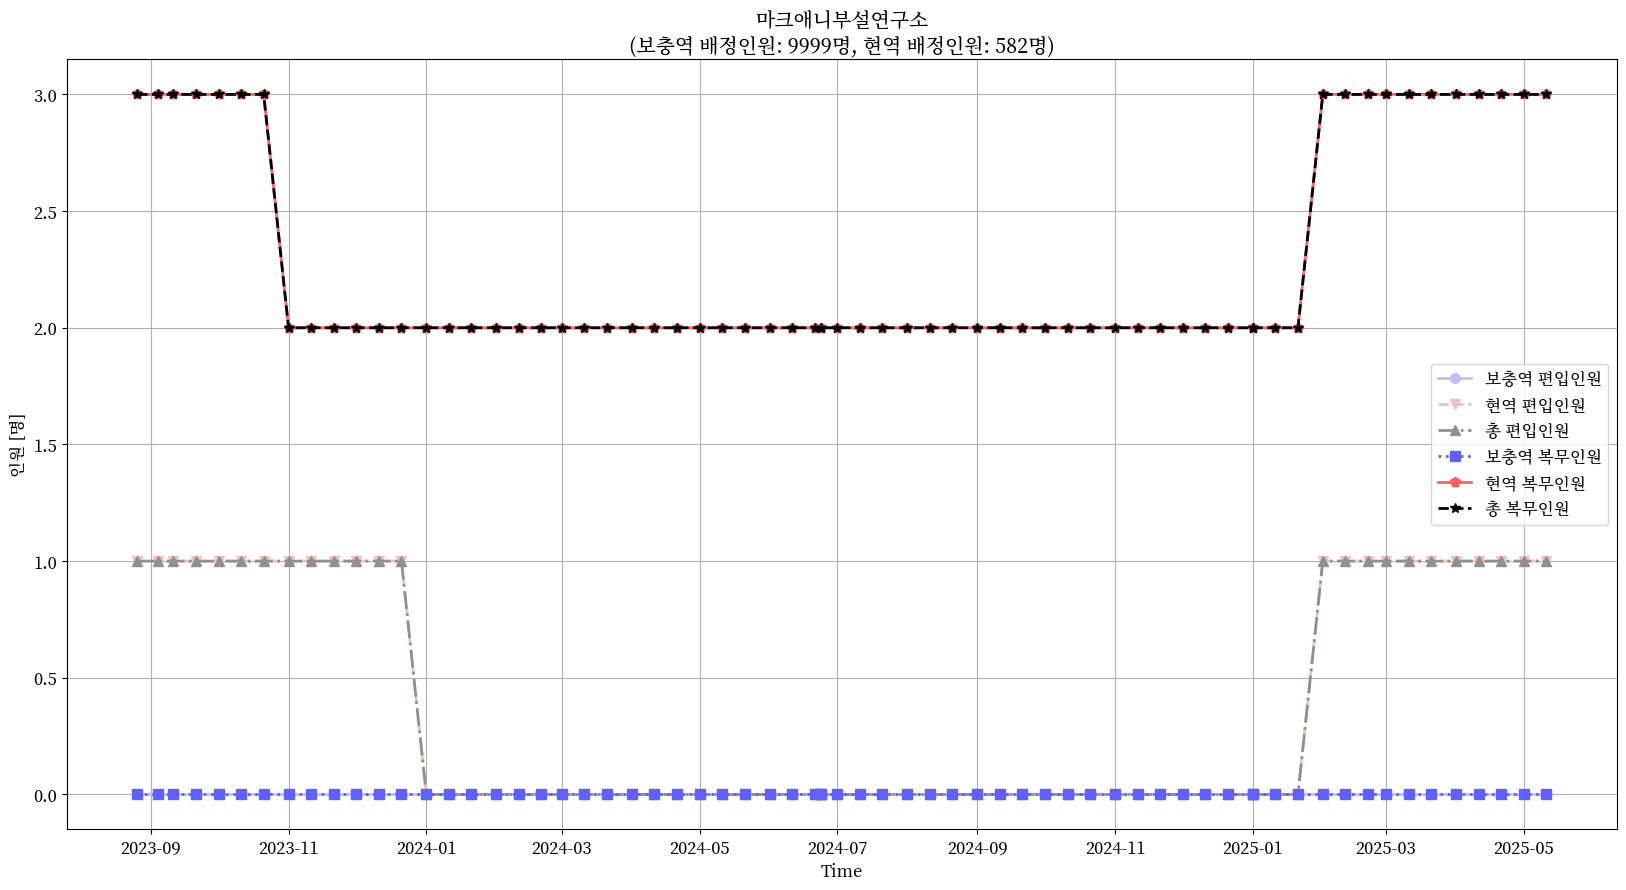 마크애니부설연구소
(보충역 배정인원: 9999명, 현역 배정인원: 582명)
인원 [명]
3.0
2.5
2.0
1.5
1.0
0.5
0.0
보충역 편입인원
현역 편입인원
총 편입인원
보충역 복무인원
현역 복무인원
총 복무인원
2023-09 2023-11 2024-01 2024-03 2024-05 2024-07 2024-09 2024-11 2025-01 2025-03 2025-05
Time